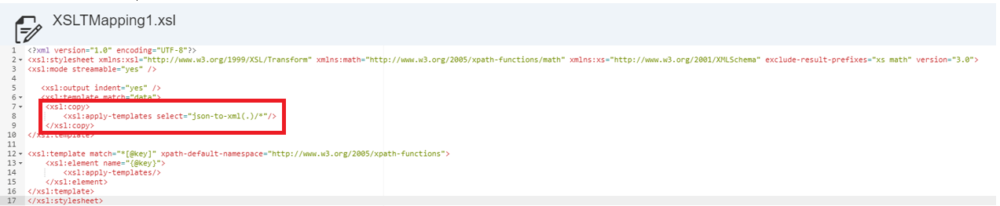 XSLTMapping1.xsl
1 <?xml version="1.0" encoding="UTF-8"?>
2 <xsl:stylesheet xmlns:xsl="http://www.w3.org/1999/XSL/Transform" xmlns:math="http://www.w3.org/2005/xpath-functions/math" xmlns:xs="http://www.w3.org/2001/XMLSchema" exclude-result-prefixes="xs math" version="3.0">
3 <xsl:mode streamable="yes" />
4
5 <xsl:output indent="yes" />
6 <xsl:template match="data">
7 <xsl:copy>
8 <xsl:apply-templates select="json-to-xml(.)/*"/>
9 </xsl:copy>
10 </xsl:template>
11
12 <xsl:template match="*[@key]" xpath-default-namespace="http://www.w3.org/2005/xpath-functions">
13 <xsl:element name="{@key}">
14 <xsl:apply-templates/>
15 </xsl:element>
16 </xsl:template>
17 </xsl:stylesheet>